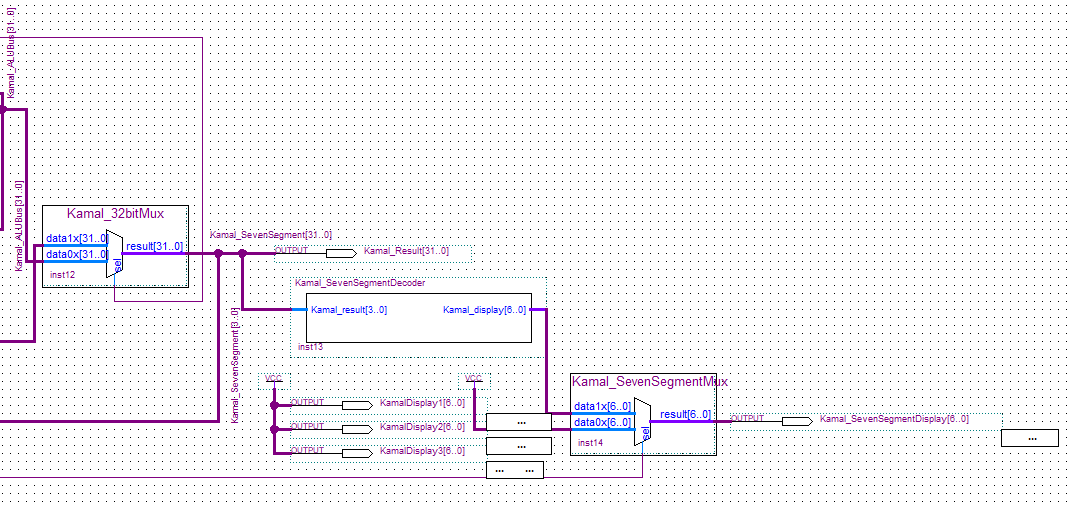 Kamal_ALUBus[31..0]
Kamal_ALUBus[31..0]
Kamal_32bitMux
data1x[31..0]
data0x[31..0]
result[31..0]
sel
inst12
Kamal_SevenSegment[31..0]
OUTPUT
Kamal_Result[31..0]
Kamal_SevenSegmentDecoder
Kamal_result[3..0]
Kamal_display[6..0]
inst13
Kamal_SevenSegment[3..0]
VCC
OUTPUT
KamalDisplay1[6..0]
OUTPUT
KamalDisplay2[6..0]
OUTPUT
KamalDisplay3[6..0]
VCC
...
...
... ...
Kamal_SevenSegmentMux
data1x[6..0]
data0x[6..0]
result[6..0]
sel
inst14
OUTPUT
Kamal_SevenSegmentDisplay[6..0]
...